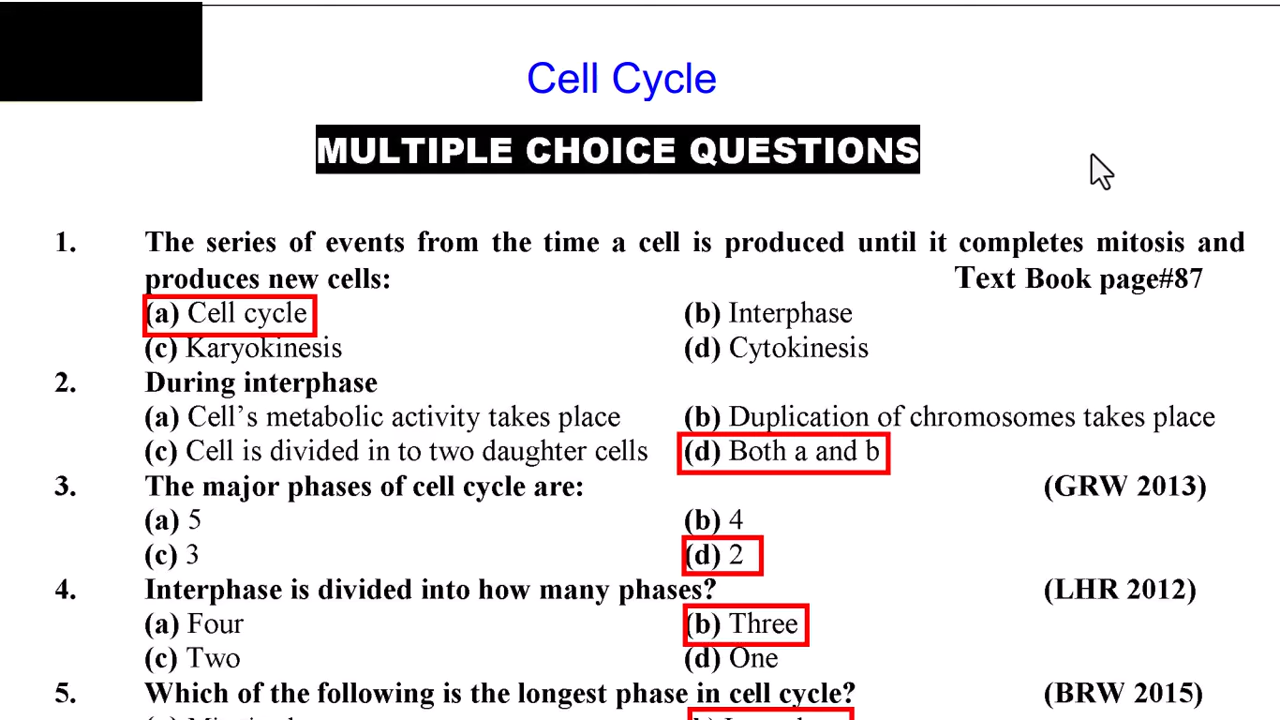 Cell Cycle
MULTIPLE CHOICE QUESTIONS
1. The series of events from the time a cell is produced until it completes mitosis and
produces new cells: Text Book page#87
(a) Cell cycle (b) Interphase
(c) Karyokinesis (d) Cytokinesis
2. During interphase
(a) Cell’s metabolic activity takes place (b) Duplication of chromosomes takes place
(c) Cell is divided in to two daughter cells (d) Both a and b
3. The major phases of cell cycle are: (GRW 2013)
(a) 5 (b) 4
(c) 3 (d) 2
4. Interphase is divided into how many phases? (LHR 2012)
(a) Four (b) Three
(c) Two (d) One
5. Which of the following is the longest phase in cell cycle? (BRW 2015)